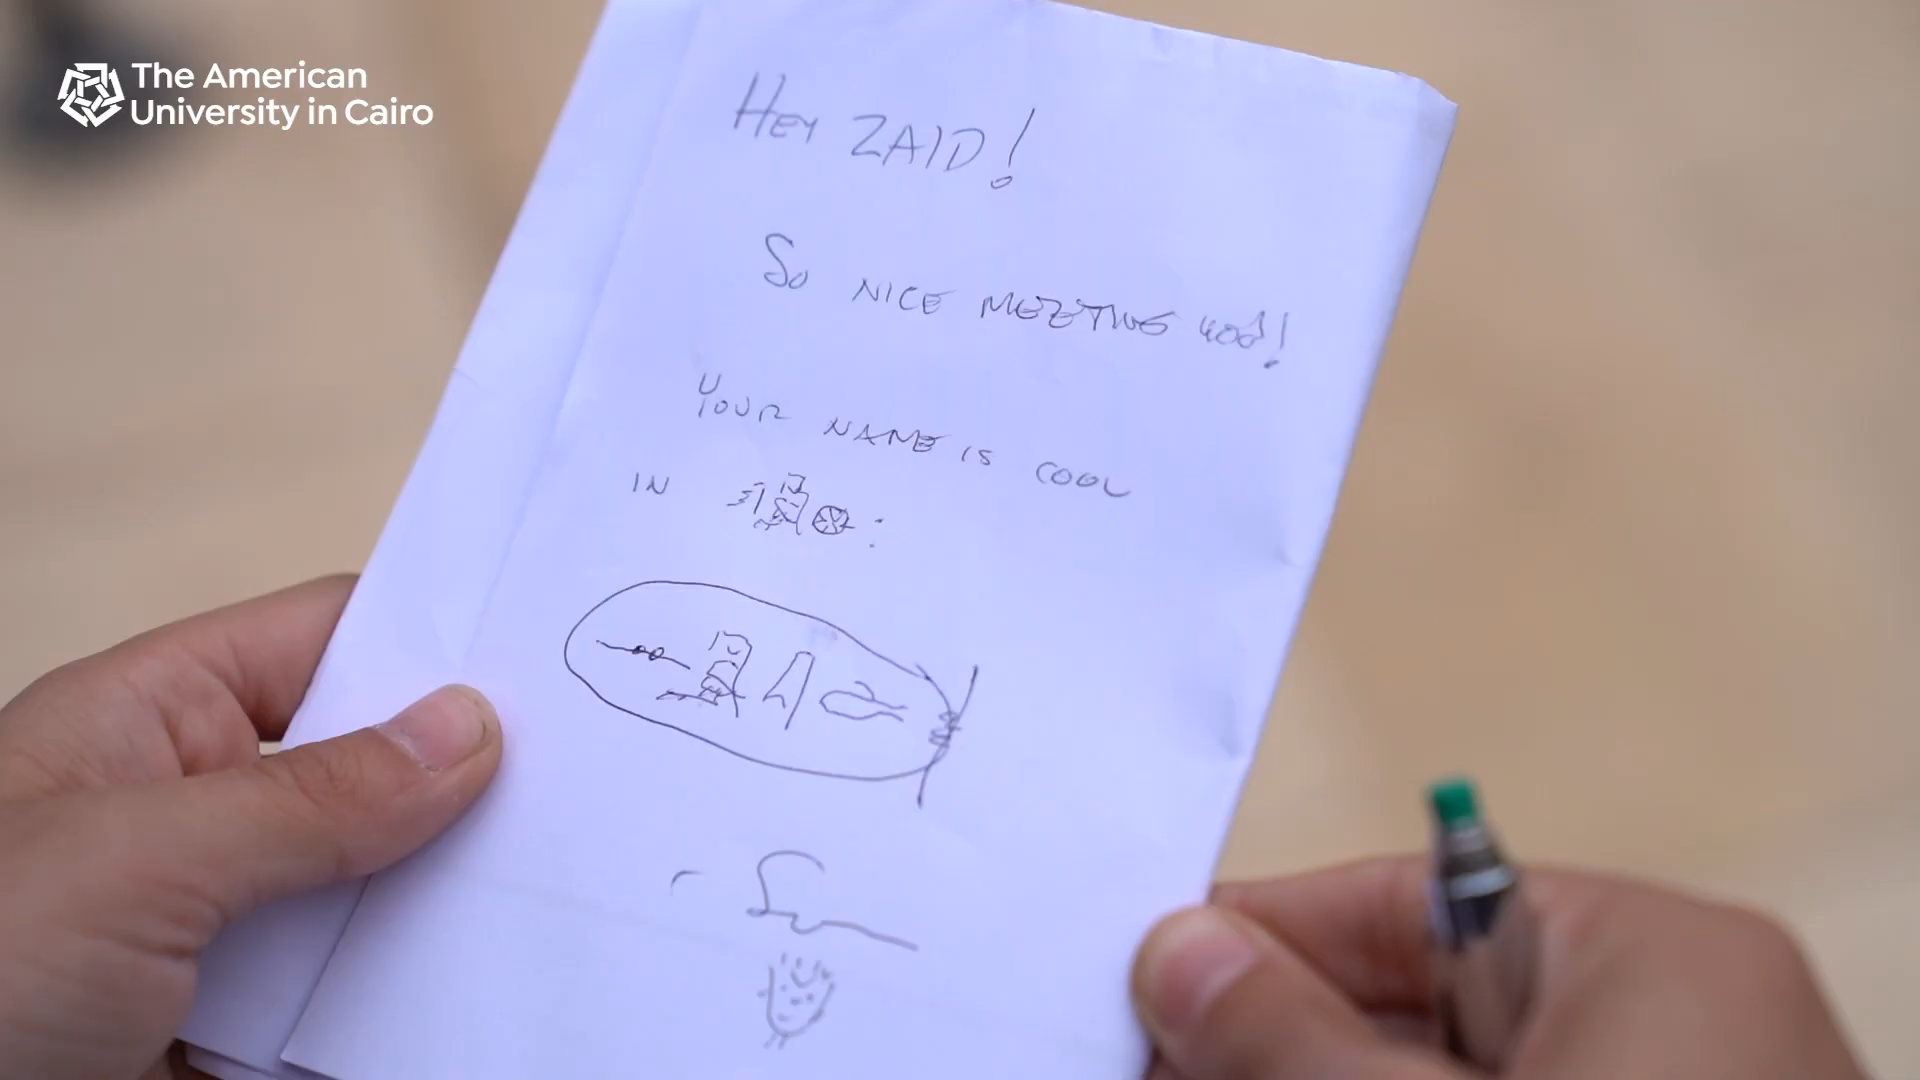 The American
University in Cairo
HEY ZAID!
SO NICE MEETING YOU!
YOUR NAME IS COOL
IN :